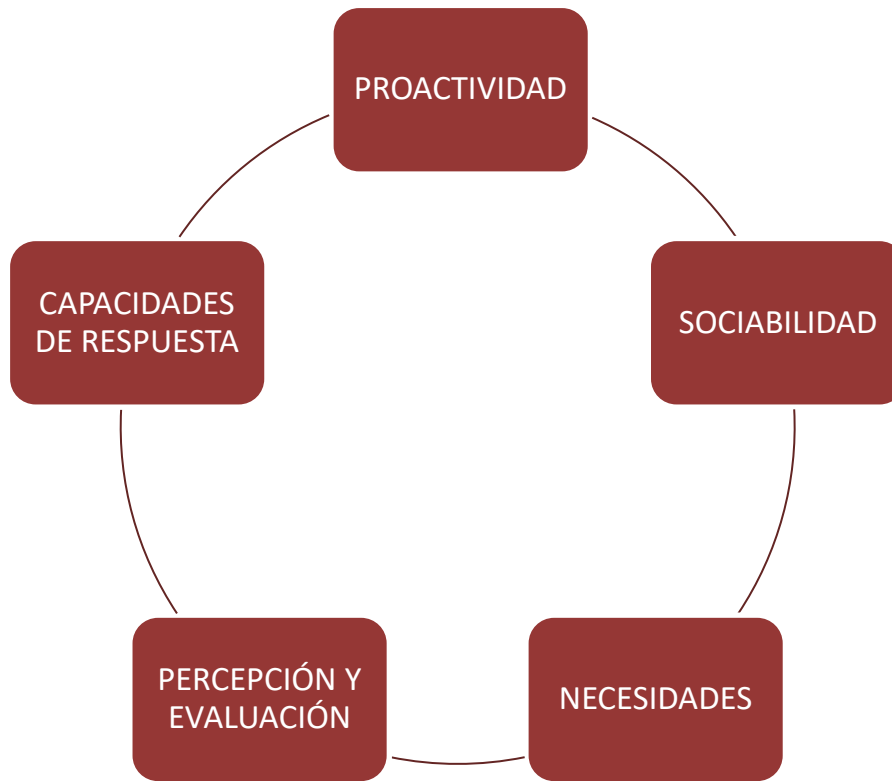 PROACTIVIDAD
SOCIABILIDAD
NECESIDADES
PERCEPCIÓN Y
EVALUACIÓN
CAPACIDADES
DE RESPUESTA